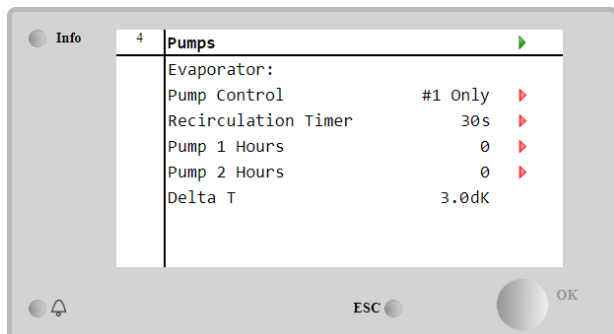 Info
4 Pumps
Evaporator:
Pump Control #1 Only
Recirculation Timer 30s
Pump 1 Hours 0
Pump 2 Hours 0
Delta T 3.0dK
ESC
OK